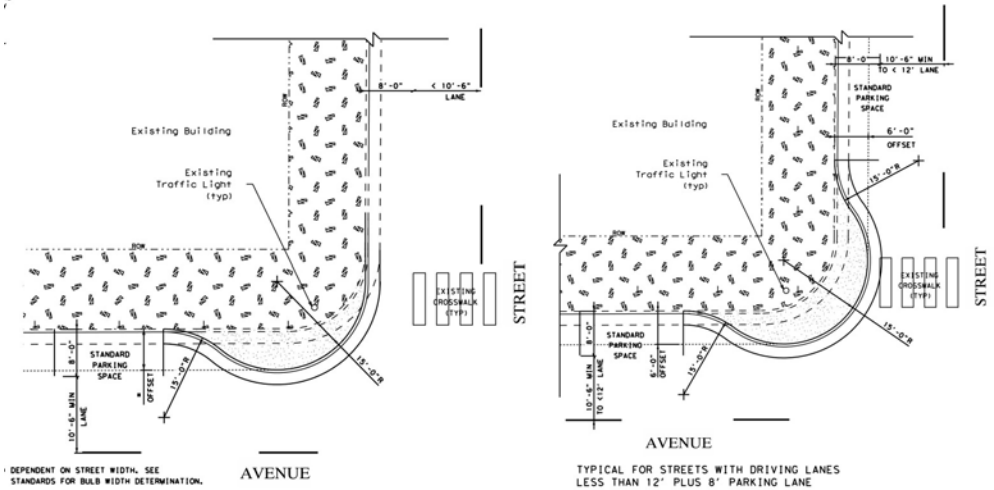 ROW
8'-0"
< 10'-6"
LANE
Existing Building
Existing
Traffic Light
(typ)
ROW
EXISTING
CROSSWALK
(TYP)
STREET
8'-0"
STANDARD
PARKING
SPACE
*
OFFSET
15'-0"R
15'-0"R
10'-6" MIN
LANE
DEPENDENT ON STREET WIDTH. SEE
STANDARDS FOR BULB WIDTH DETERMINATION.
AVENUE
ROW
8'-0"
10'-6" MIN
TO < 12' LANE
STANDARD
PARKING
SPACE
6'-0"
OFFSET
Existing Building
Existing
Traffic Light
(typ)
15'-0"R
ROW
EXISTING
CROSSWALK
(TYP)
STREET
8'-0"
STANDARD
PARKING
SPACE
6'-0"
OFFSET
15'-0"R
15'-0"R
10'-6" MIN
TO <12' LANE
AVENUE
TYPICAL FOR STREETS WITH DRIVING LANES
LESS THAN 12' PLUS 8' PARKING LANE